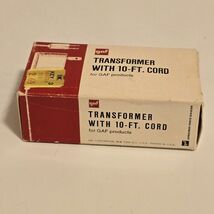 gaf
TRANSFORMER
WITH 10-FT. CORD
for GAF products
gaf
TRANSFORMER
WITH 10-FT. CORD
for GAF products